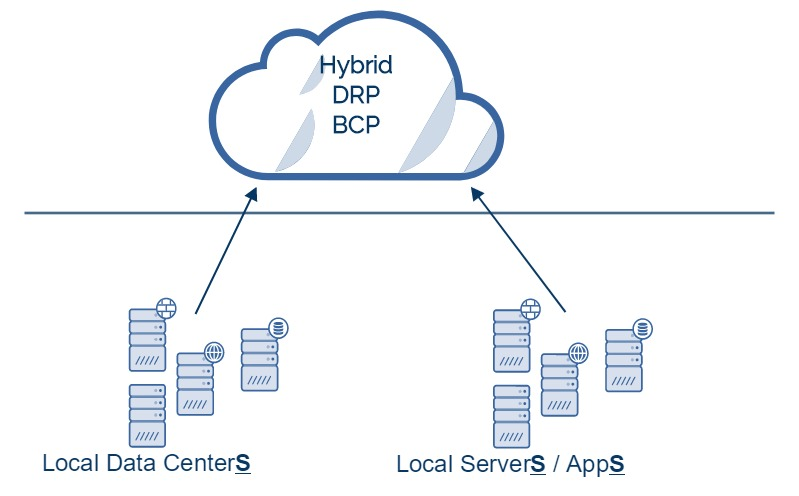 Hybrid
DRP
BCP
Local Data CenterS
Local ServerS / AppS